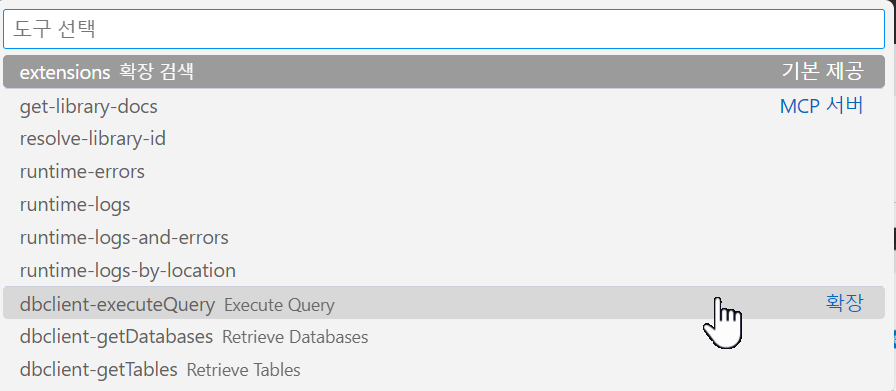 도구 선택
extensions 확장 검색 기본 제공
get-library-docs MCP 서버
resolve-library-id
runtime-errors
runtime-logs
runtime-logs-and-errors
runtime-logs-by-location
dbclient-executeQuery Execute Query 확장
dbclient-getDatabases Retrieve Databases
dbclient-getTables Retrieve Tables